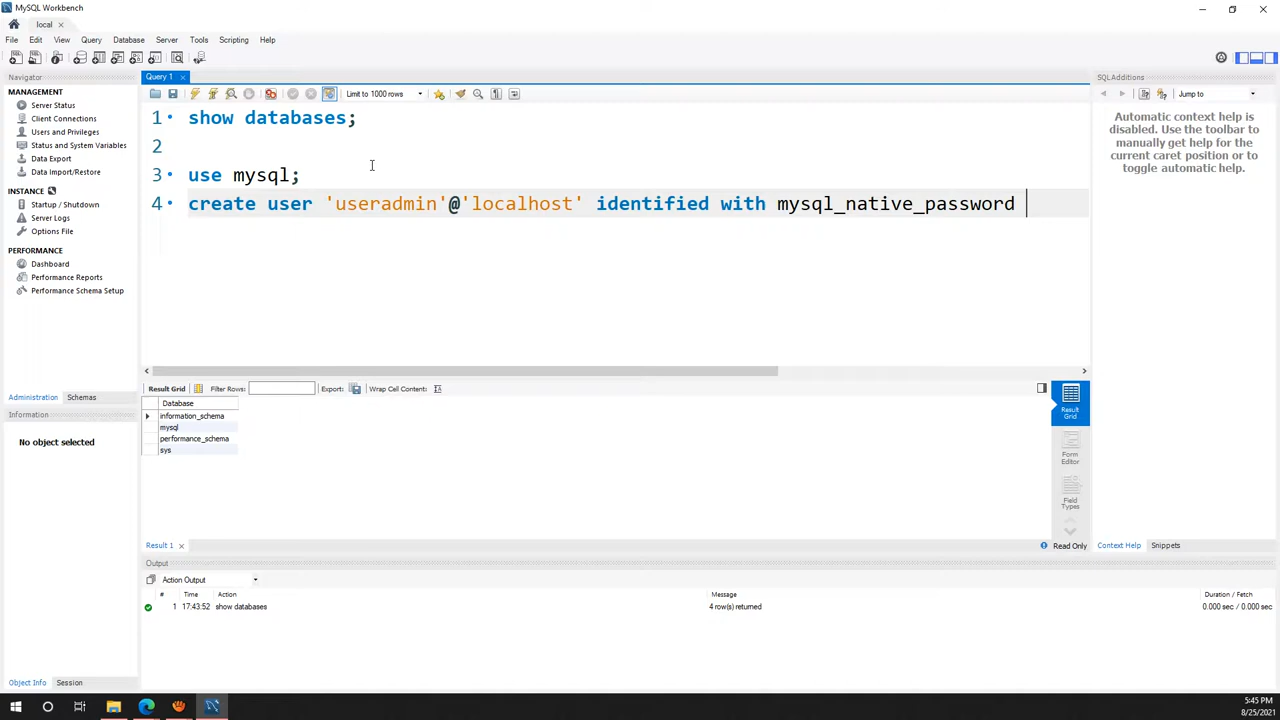 MySQL Workbench
local
File Edit View Query Database Server Tools Scripting Help
Navigator
MANAGEMENT
Server Status
Client Connections
Users and Privileges
Status and System Variables
Data Export
Data Import/Restore
INSTANCE
Startup / Shutdown
Server Logs
Options File
PERFORMANCE
Dashboard
Performance Reports
Performance Schema Setup
Administration Schemas
Information
No object selected
Object Info Session
Query 1
Limit to 1000 rows
1 show databases;
2
3 use mysql;
4 create user 'useradmin'@'localhost' identified with mysql_native_password
Result Grid Filter Rows: Export: Wrap Cell Content:
Database
information_schema
mysql
performance_schema
sys
Result Grid
Form Editor
Field Types
Result 1
Read Only
Output
Action Output
# Time Action Message Duration / Fetch
1 17:43:52 show databases 4 row(s) returned 0.000 sec / 0.000 sec
SQLAdditions
Jump to
Automatic context help is
disabled. Use the toolbar to
manually get help for the
current caret position or to
toggle automatic help.
Context Help Snippets
5:45 PM
8/25/2021